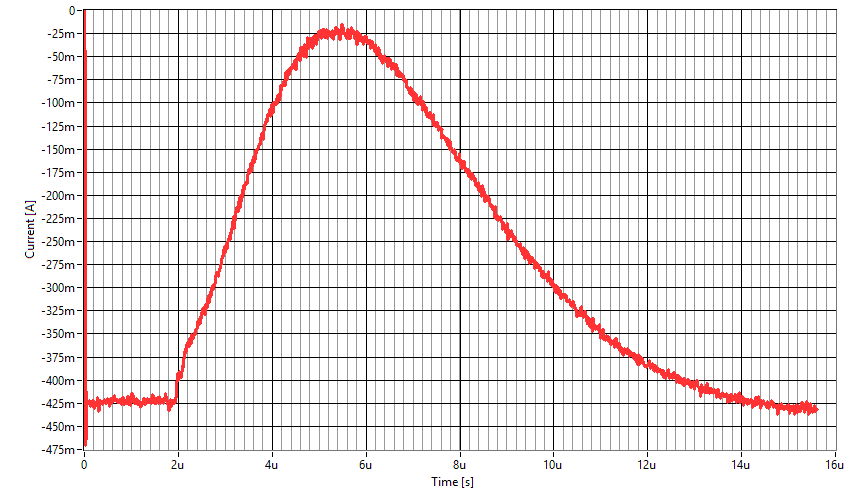 0
-25m
-50m
-75m
-100m
-125m
-150m
-175m
-200m
-225m
-250m
-275m
-300m
-325m
-350m
-375m
-400m
-425m
-450m
-475m
Current [A]
0 2u 4u 6u 8u 10u 12u 14u 16u
Time [s]